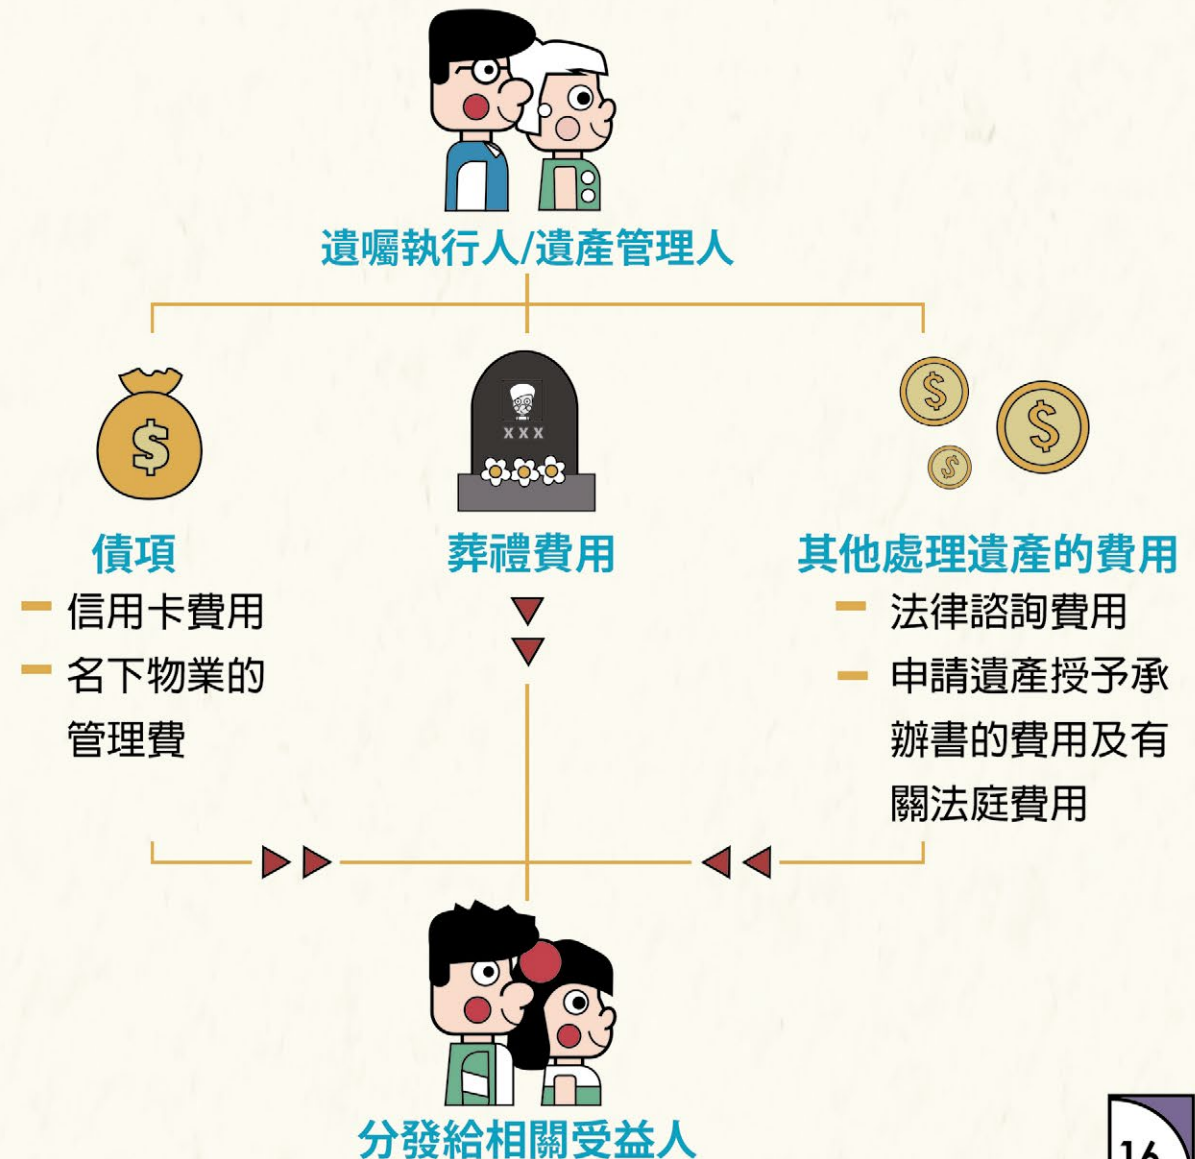 遺囑執行人/遺產管理人
$
$
$
$
XXX
債項
信用卡費用
名下物業的
管理費
葬禮費用
其他處理遺產的費用
法律諮詢費用
申請遺產授予承
辦書的費用及有
關法庭費用
分發給相關受益人
16